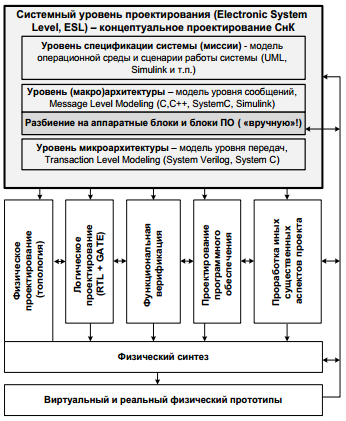 Системный уровень проектирования (Electronic System
Level, ESL) – концептуальное проектирование СнК
Уровень спецификации системы (миссии) - модель
операционной среды и сценарии работы системы (UML,
Simulink и т.п.)
Уровень (макро)архитектуры – модель уровня сообщений,
Message Level Modeling (C,C++, SystemC, Simulink)
Разбиение на аппаратные блоки и блоки ПО ( «вручную»!)
Уровень микроархитектуры – модель уровня передач,
Transaction Level Modeling (System Verilog, System C)
Физическое
проектирование
(топология)
Логическое
проектирование
(RTL + GATE)
Функциональная
верификация
Проектирование
программного
обеспечения
Проработка иных
существенных
аспектов проекта
Физический синтез
Виртуальный и реальный физический прототипы